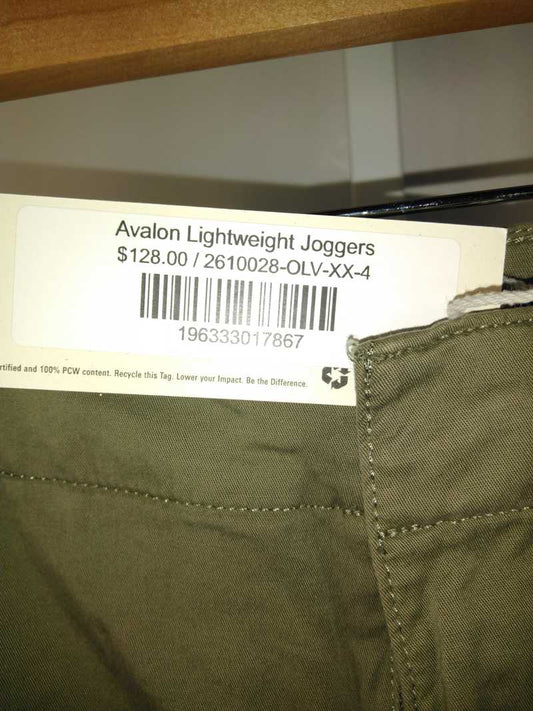 Avalon Lightweight Joggers
$128.00 / 2610028-OLV-XX-4
196333017867
and 100% PCW content. Recycle this Tag. Lower your Impact. Be the Difference.